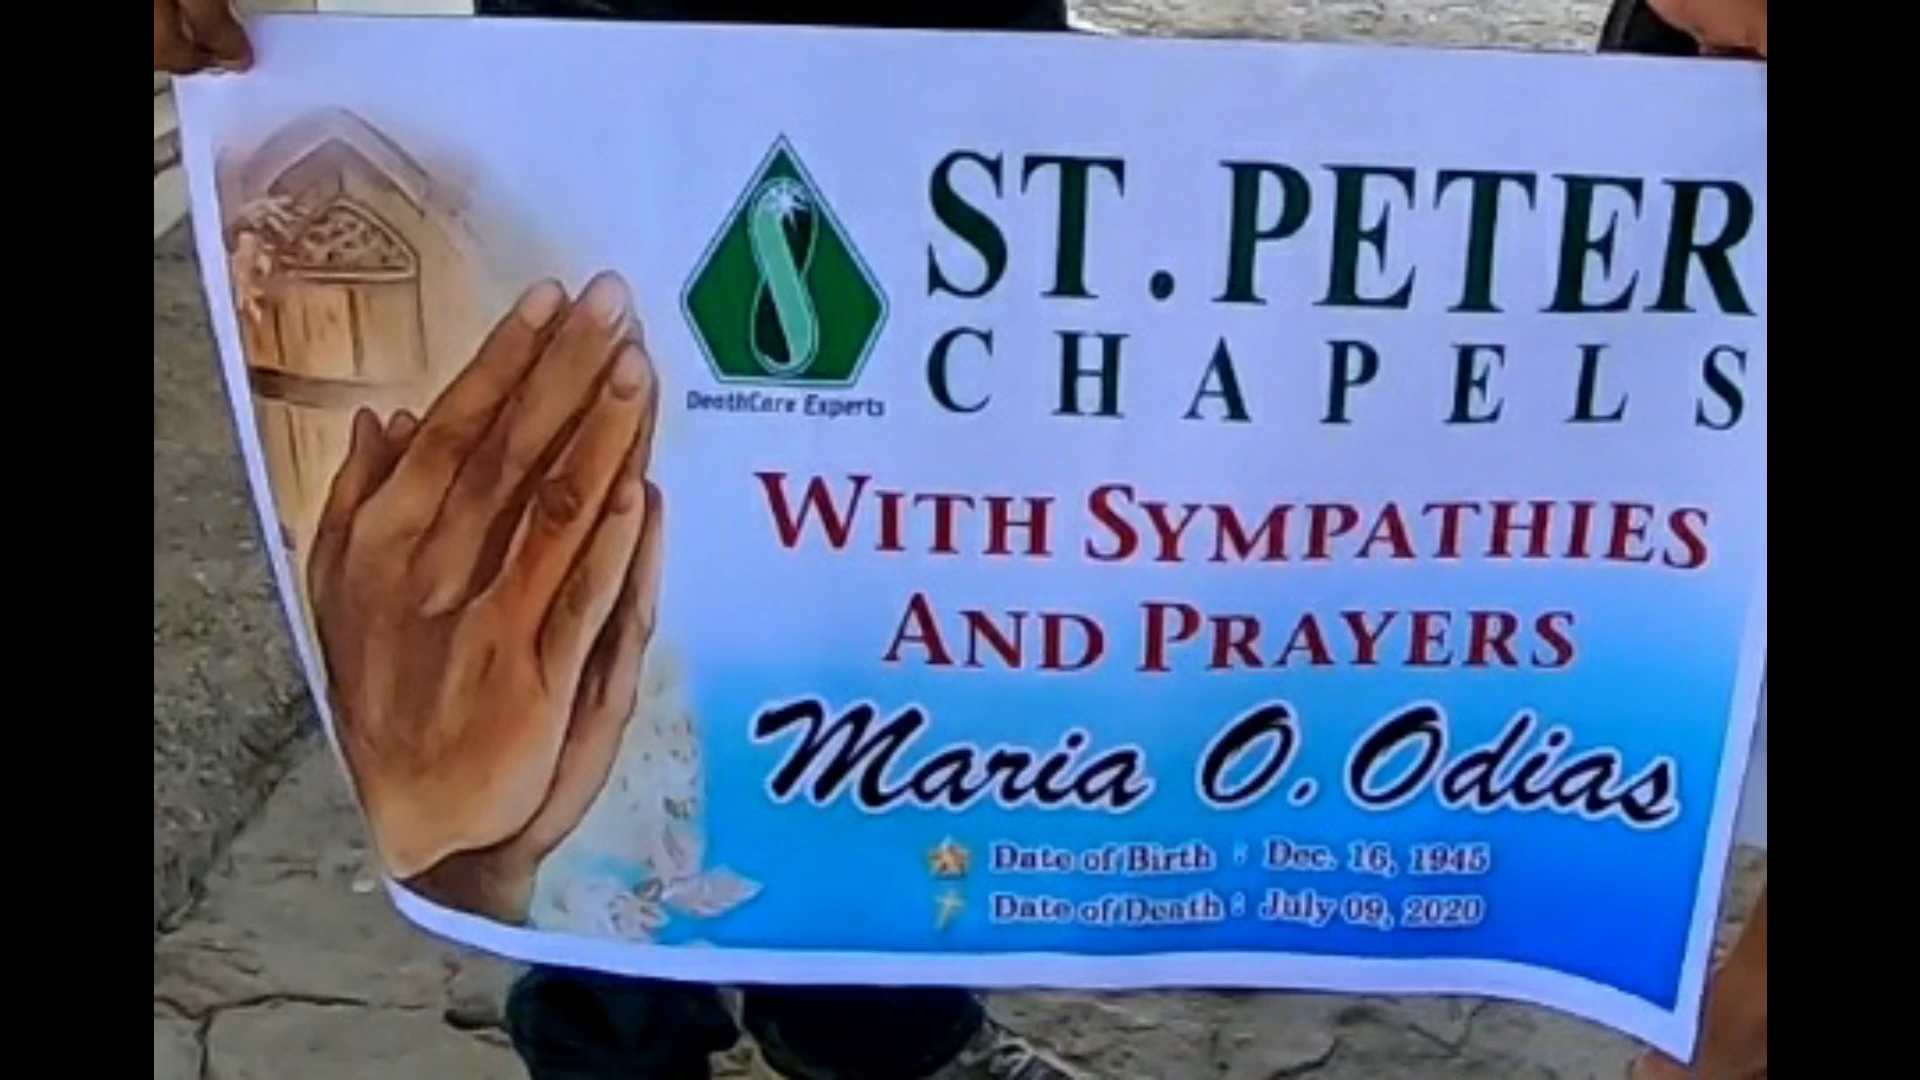 ST. PETER
CHAPELS
DeathCare Experts
WITH SYMPATHIES
AND PRAYERS
Maria O. Odias
Date of Birth : Dec. 16, 1945
Date of Death : July 09, 2020